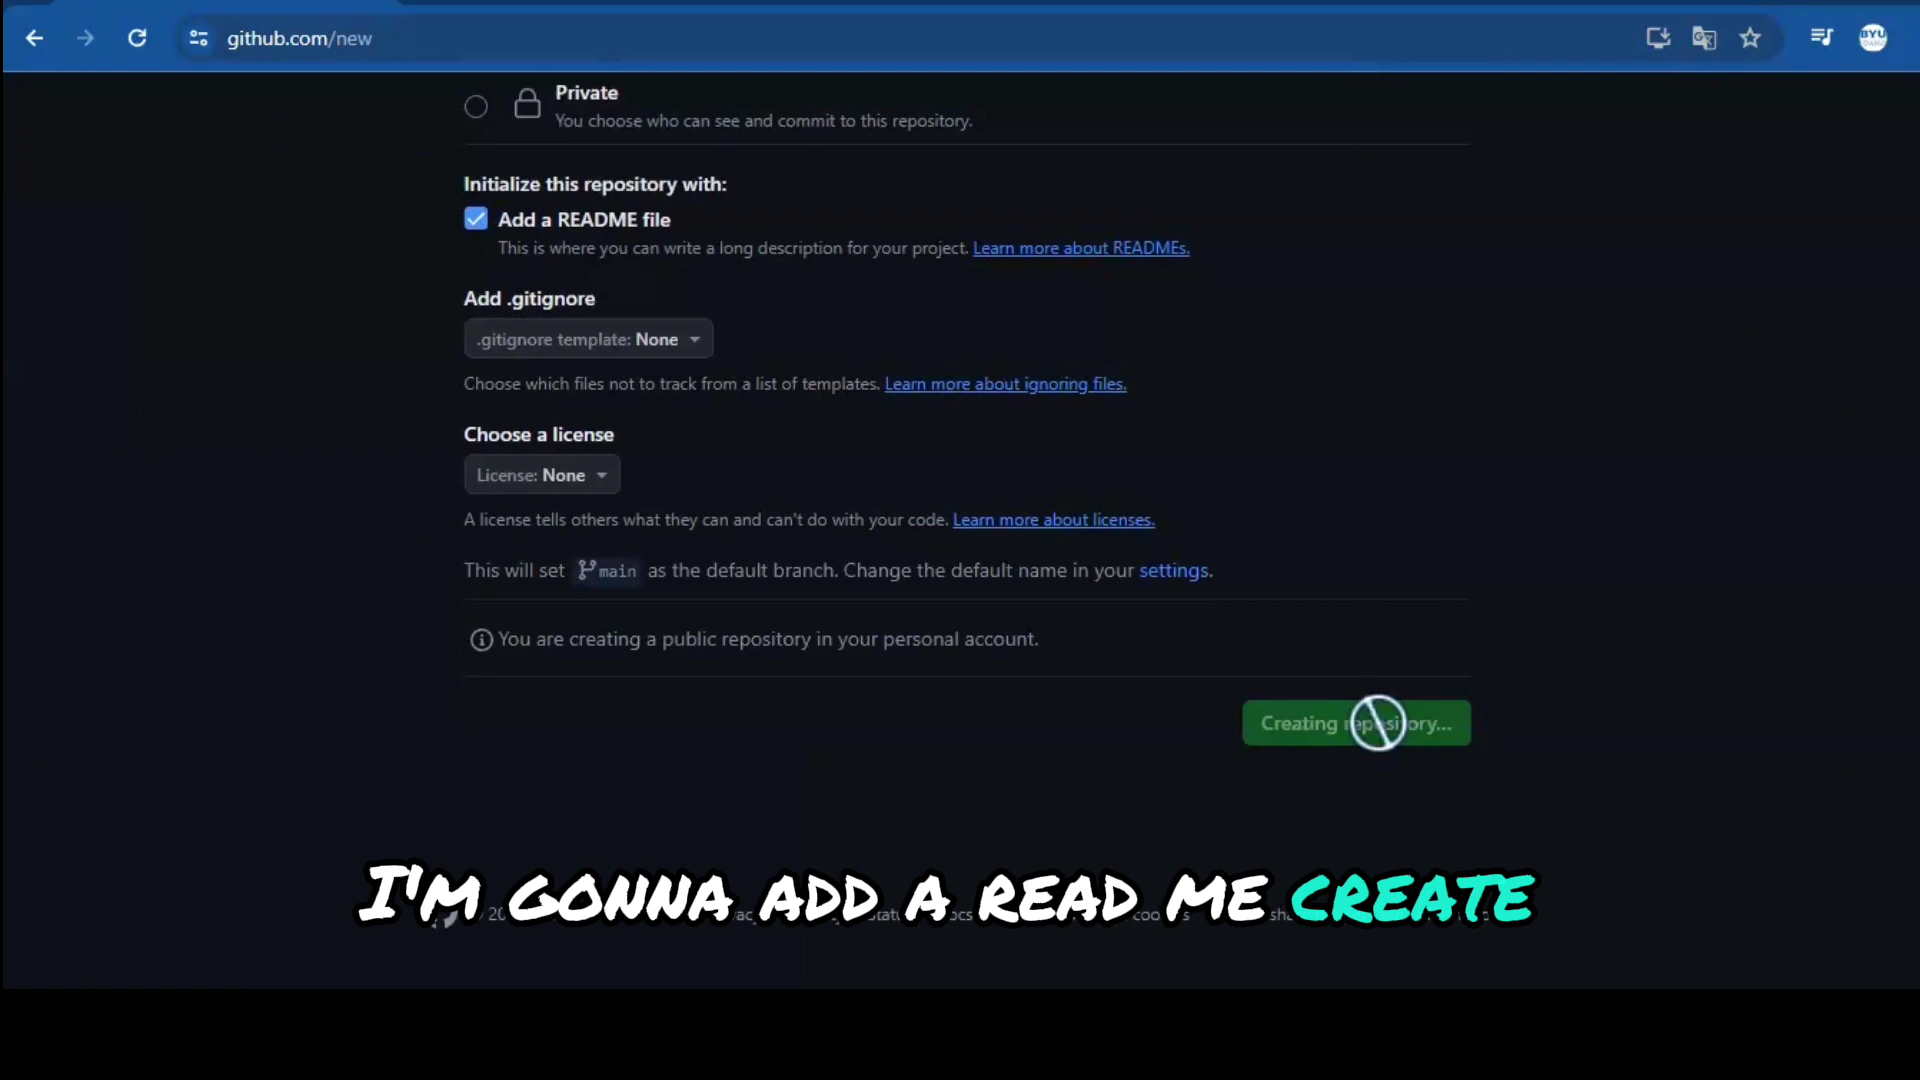 github.com/new
BYU
Private
You choose who can see and commit to this repository.
Initialize this repository with:
Add a README file
This is where you can write a long description for your project. Learn more about READMEs.
Add .gitignore
.gitignore template: None
Choose which files not to track from a list of templates. Learn more about ignoring files.
Choose a license
License: None
A license tells others what they can and can't do with your code. Learn more about licenses.
This will set main as the default branch. Change the default name in your settings.
You are creating a public repository in your personal account.
Creating repository...
I'M GONNA ADD A READ ME CREATE